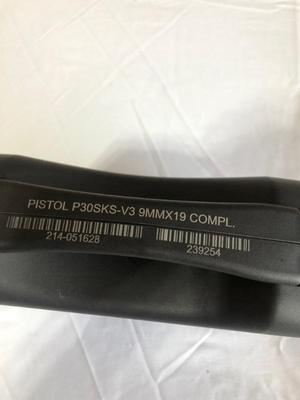 PISTOL P30SKS-V3 9MMX19 COMPL.
214-051628 239254